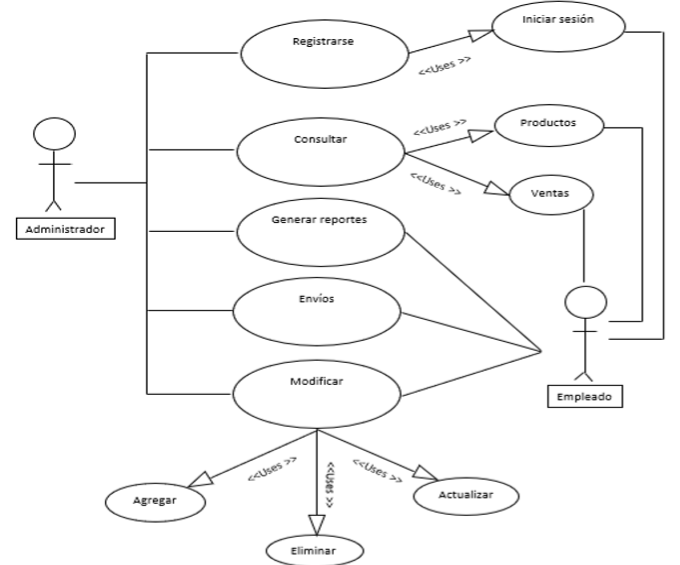 Iniciar sesión
Registrarse
<<Uses >>
Productos
<<Uses >>
Consultar
<<Uses >>
Ventas
Generar reportes
Administrador
Envíos
Modificar
Empleado
<<Uses >>
<<Uses >>
<<Uses >>
Agregar
Actualizar
Eliminar